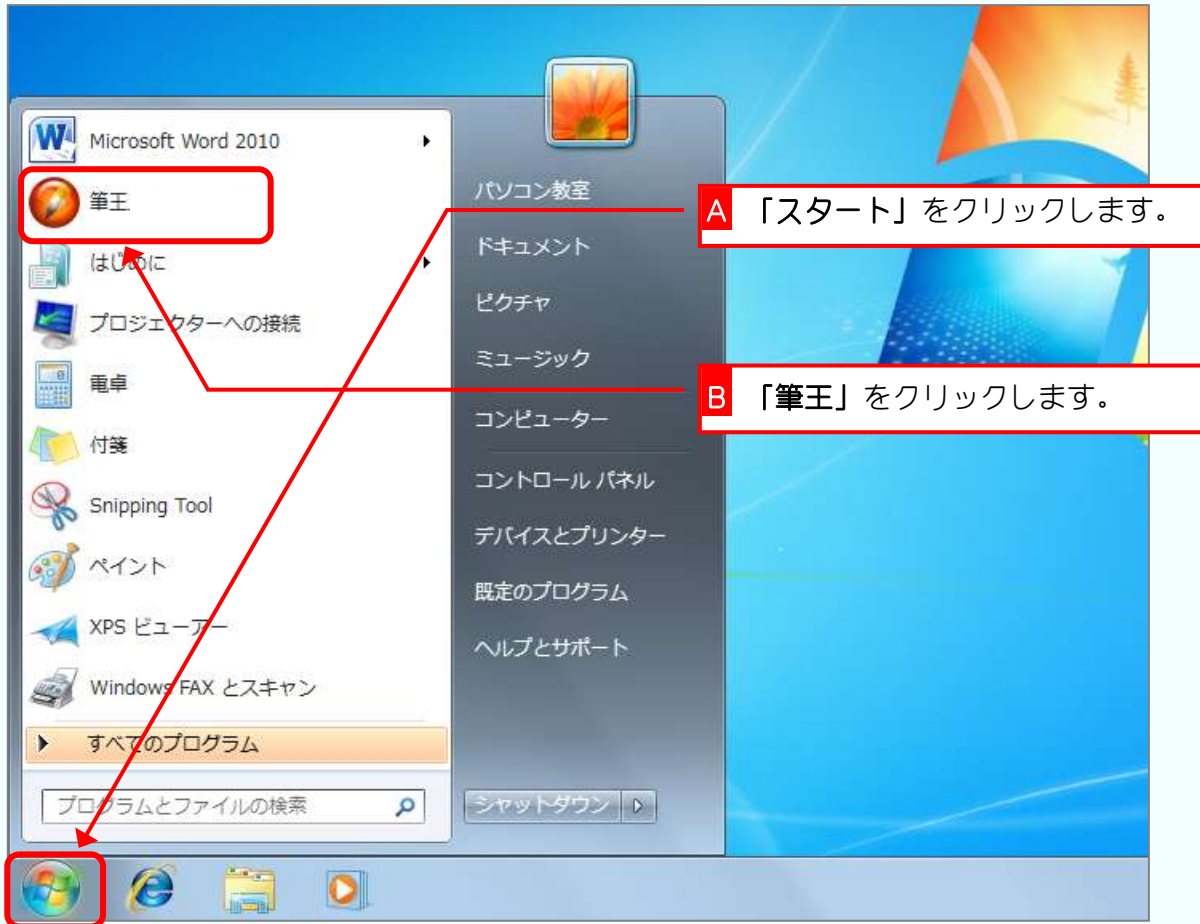 Microsoft Word 2010
筆王
はじめに
プロジェクターへの接続
電卓
付箋
Snipping Tool
ペイント
XPS ビューアー
Windows FAX とスキャン
すべてのプログラム
プログラムとファイルの検索
パソコン教室
ドキュメント
ピクチャ
ミュージック
コンピューター
コントロール パネル
デバイスとプリンター
既定のプログラム
ヘルプとサポート
シャットダウン
A 「スタート」をクリックします。
B 「筆王」をクリックします。